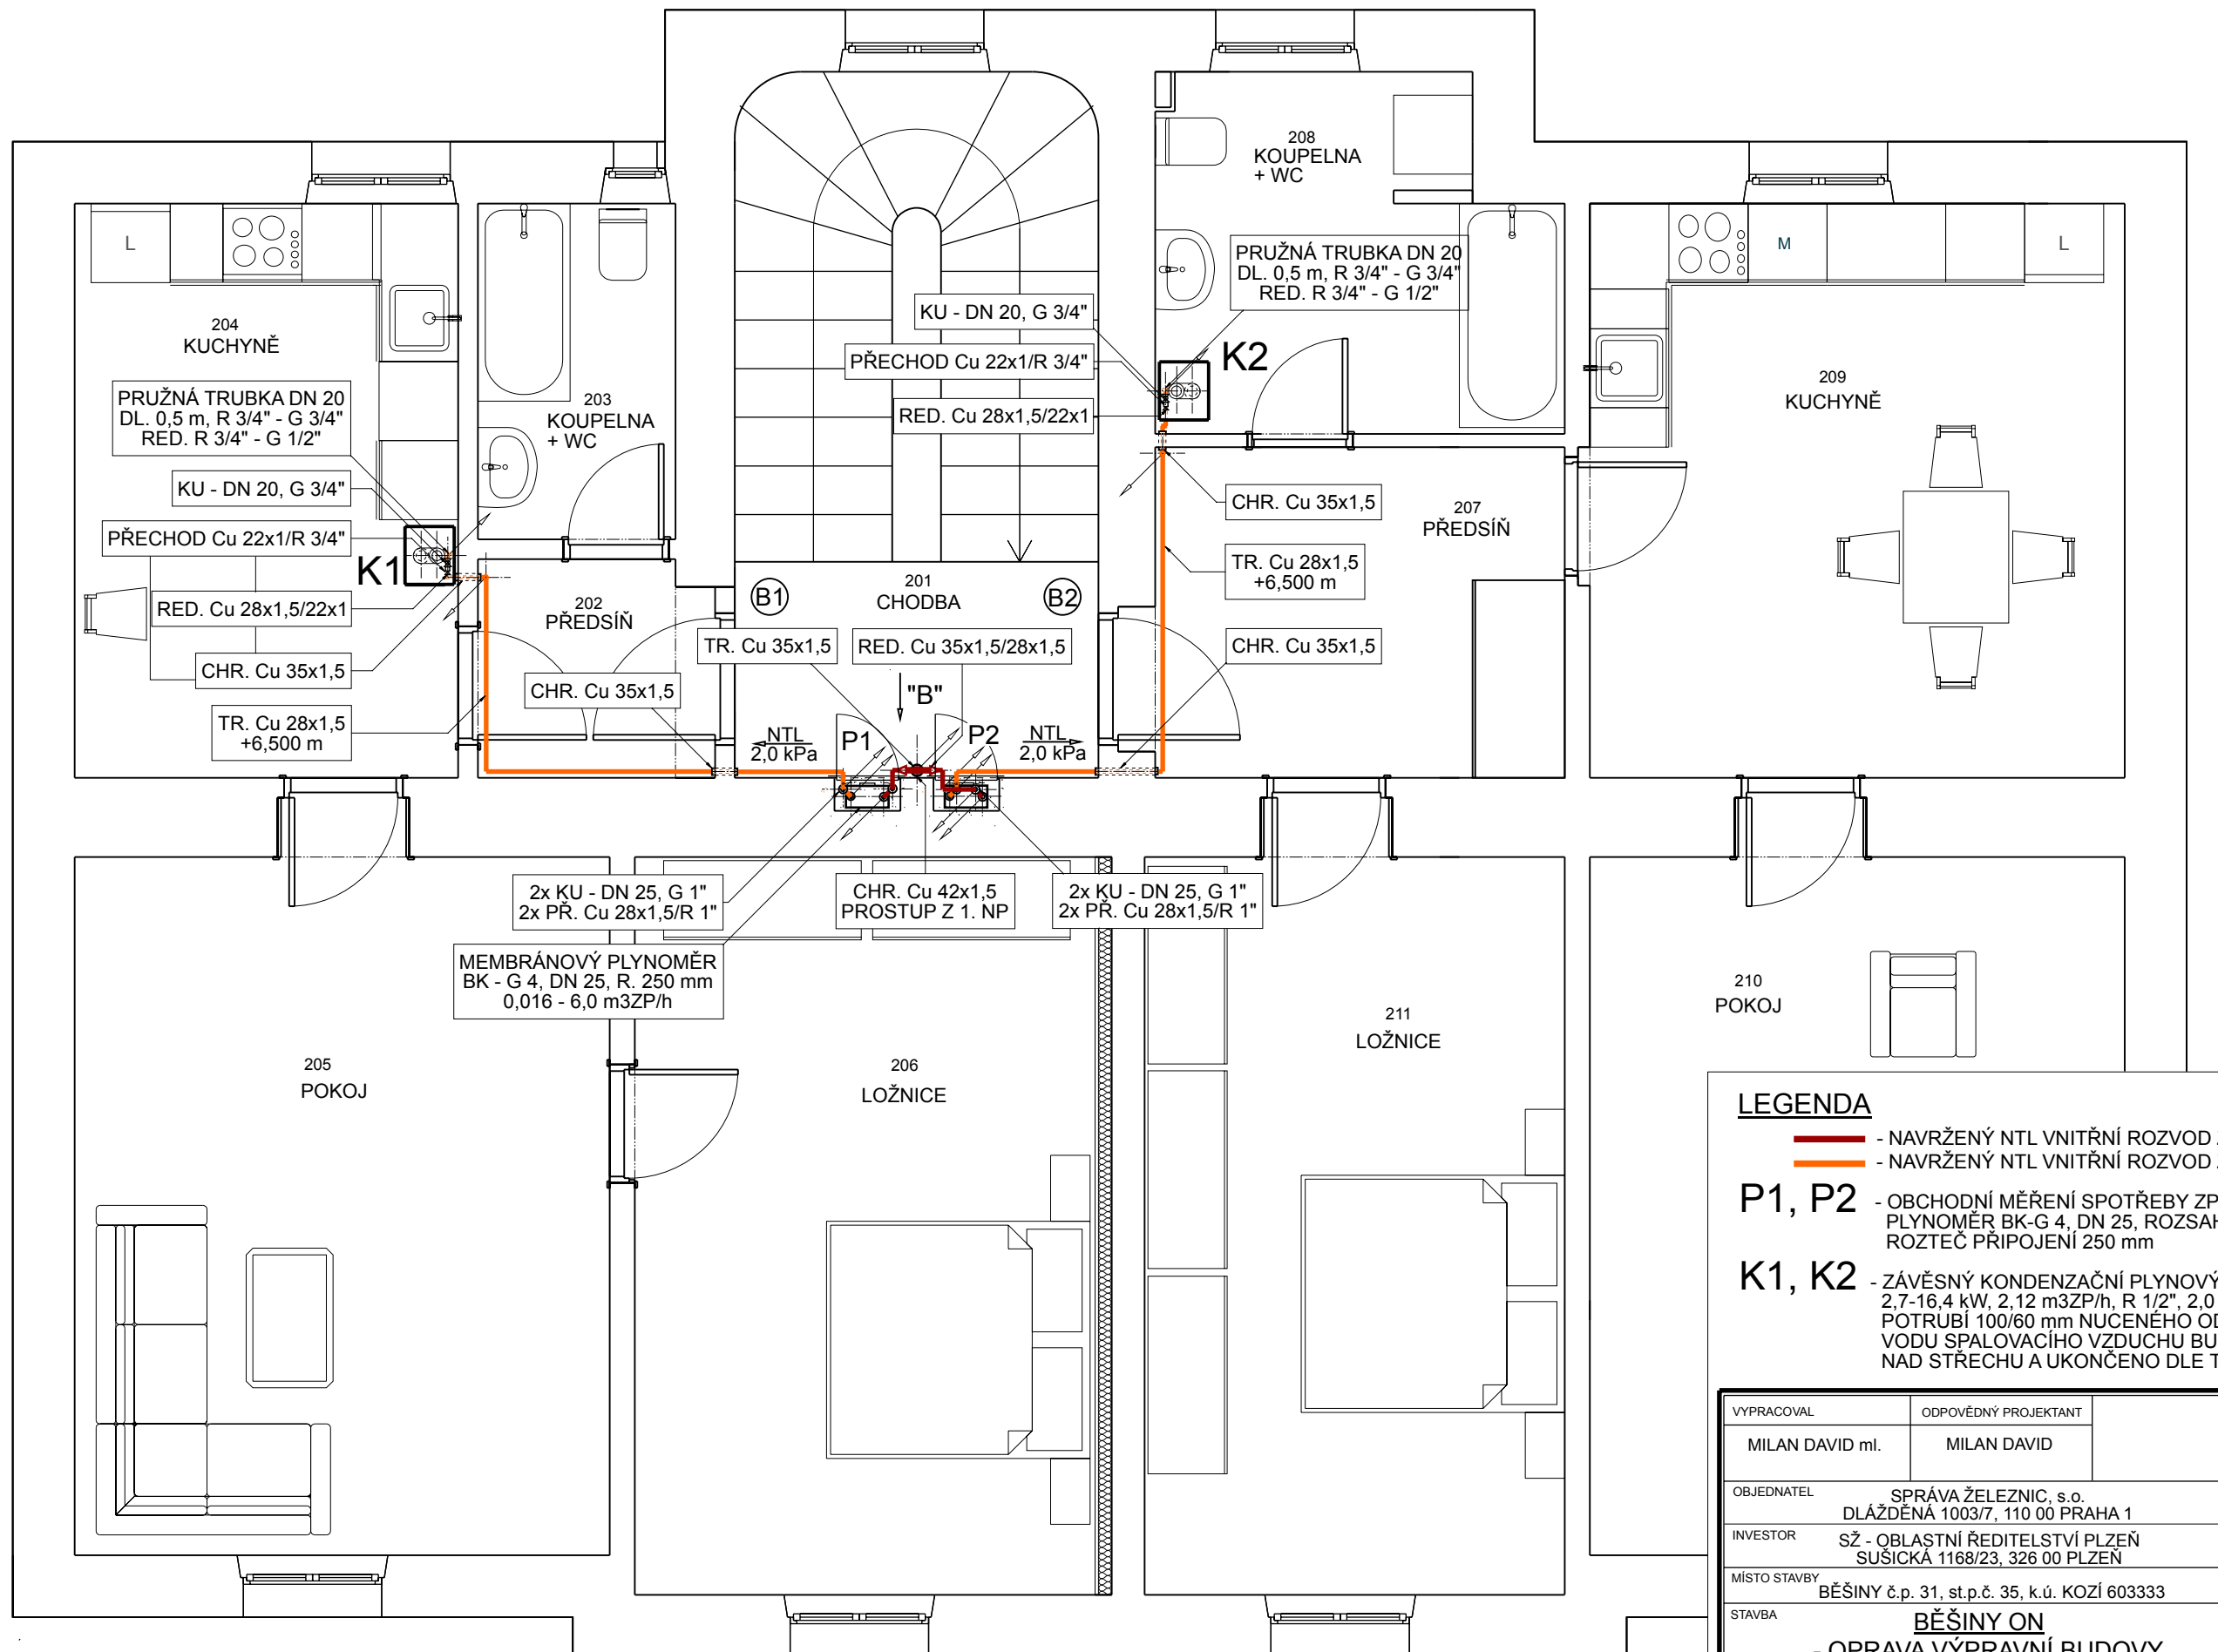 208
KOUPELNA
+ WC
L
PRUŽNÁ TRUBKA DN 20
DL. 0,5 m, R 3/4" - G 3/4"
RED. R 3/4" - G 1/2"
M
L
KU - DN 20, G 3/4"
204
KUCHYNĚ
PŘECHOD Cu 22x1/R 3/4"
K2
209
KUCHYNĚ
PRUŽNÁ TRUBKA DN 20
DL. 0,5 m, R 3/4" - G 3/4"
RED. R 3/4" - G 1/2"
203
KOUPELNA
+ WC
RED. Cu 28x1,5/22x1
KU - DN 20, G 3/4"
CHR. Cu 35x1,5
207
PŘEDSÍŇ
PŘECHOD Cu 22x1/R 3/4"
K1
TR. Cu 28x1,5
+6,500 m
RED. Cu 28x1,5/22x1
202
PŘEDSÍŇ
B1
201
CHODBA
B2
CHR. Cu 35x1,5
TR. Cu 35x1,5
RED. Cu 35x1,5/28x1,5
CHR. Cu 35x1,5
CHR. Cu 35x1,5
"B"
TR. Cu 28x1,5
+6,500 m
NTL
2,0 kPa
P1
P2
NTL
2,0 kPa
2x KU - DN 25, G 1"
2x PŘ. Cu 28x1,5/R 1"
CHR. Cu 42x1,5
PROSTUP Z 1. NP
2x KU - DN 25, G 1"
2x PŘ. Cu 28x1,5/R 1"
MEMBRÁNOVÝ PLYNOMĚR
BK - G 4, DN 25, R. 250 mm
0,016 - 6,0 m3ZP/h
205
POKOJ
206
LOŽNICE
211
LOŽNICE
210
POKOJ
LEGENDA
- NAVRŽENÝ NTL VNITŘNÍ ROZVOD
- NAVRŽENÝ NTL VNITŘNÍ ROZVOD
P1, P2 - OBCHODNÍ MĚŘENÍ SPOTŘEBY ZP
PLYNOMĚR BK-G 4, DN 25, ROZSAH
ROZTEČ PŘIPOJENÍ 250 mm
K1, K2 - ZÁVĚSNÝ KONDENZAČNÍ PLYNOVÝ
2,7-16,4 kW, 2,12 m3ZP/h, R 1/2", 2,0
POTRUBÍ 100/60 mm NUCENÉHO OD
VODU SPALOVACÍHO VZDUCHU BU
NAD STŘECHU A UKONČENO DLE T
VYPRACOVAL
ODPOVĚDNÝ PROJEKTANT
MILAN DAVID ml.
MILAN DAVID
OBJEDNATEL
SPRÁVA ŽELEZNIC, s.o.
DLÁŽDĚNÁ 1003/7, 110 00 PRAHA 1
INVESTOR
SŽ - OBLASTNÍ ŘEDITELSTVÍ PLZEŇ
SUŠICKÁ 1168/23, 326 00 PLZEŇ
MÍSTO STAVBY
BĚŠINY č.p. 31, st.p.č. 35, k.ú. KOZÍ 603333
STAVBA
BĚŠINY ON
- OPRAVA VÝPRAVNÍ BUDOVY